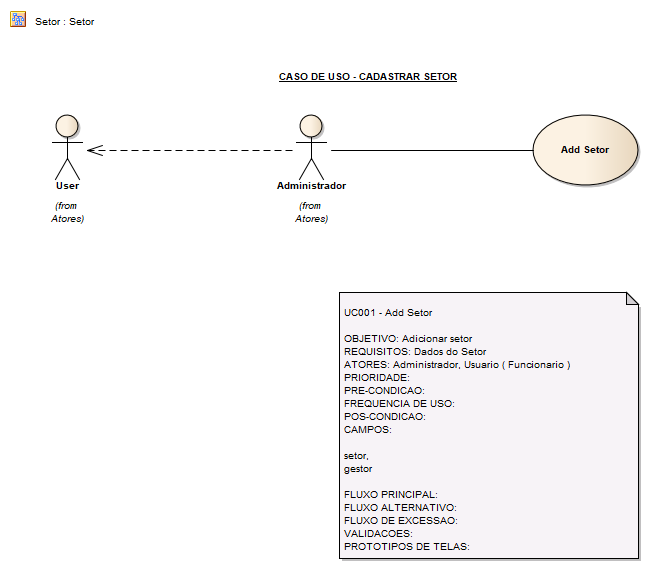 Setor : Setor
CASO DE USO - CADASTRAR SETOR
User
(from
Atores)
Administrador
(from
Atores)
Add Setor
UC001 - Add Setor
OBJETIVO: Adicionar setor
REQUISITOS: Dados do Setor
ATORES: Administrador, Usuario ( Funcionario )
PRIORIDADE:
PRE-CONDICAO:
FREQUENCIA DE USO:
POS-CONDICAO:
CAMPOS:
setor,
gestor
FLUXO PRINCIPAL:
FLUXO ALTERNATIVO:
FLUXO DE EXCESSAO:
VALIDACOES:
PROTOTIPOS DE TELAS: